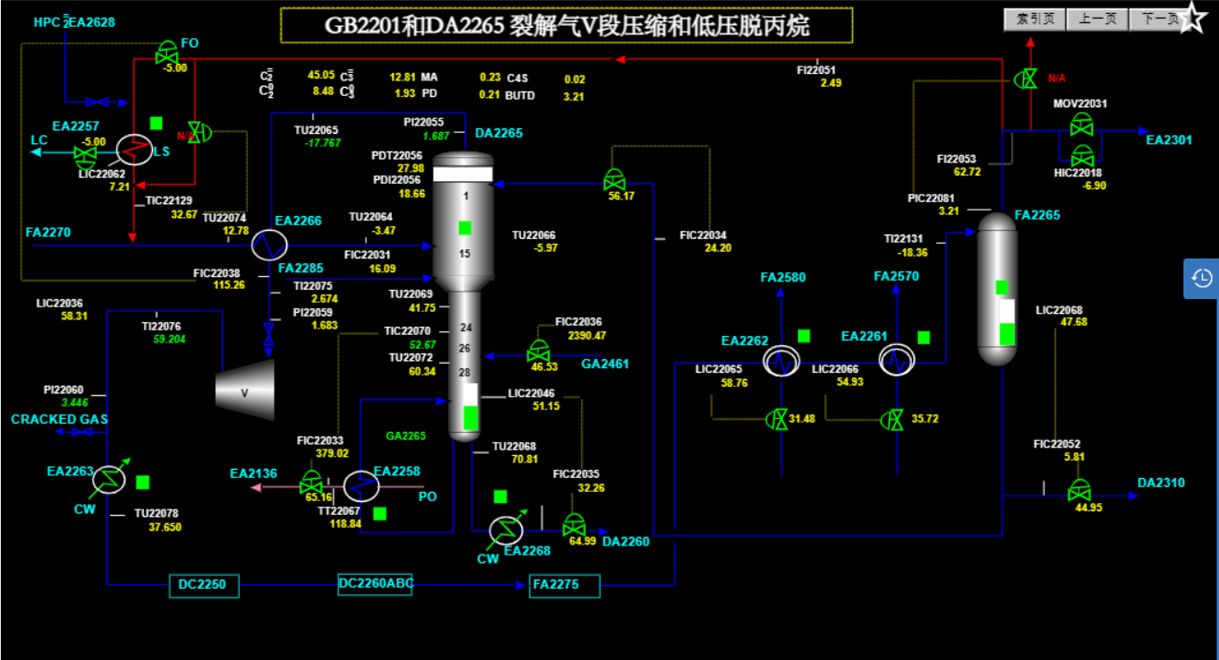 GB2201和DA2265 裂解气V段压缩和低压脱丙烷
索引页 上一页 下一页
HPC 2EA2628
FO
-5.00
C2= 45.05 C3= 12.81 MA 0.23 C4S 0.02
C20 8.48 C30 1.93 PD 0.21 BUTD 3.21
FI22051
2.49
N/A
MOV22031
EA2301
HIC22018
-6.90
FI22053
62.72
PIC22081
3.21
FA2265
TI22131
-18.36
EA2257
-5.00
LC
LS
N/A
LIC22062
7.21
TIC22129
32.67
TU22065
-17.767
PI22055
1.687
DA2265
PDT22056
27.98
PDI22056
18.66
1
15
24
26
28
56.17
FIC22034
24.20
TU22066
-5.97
FA2270
TU22074
12.78
EA2266
TU22064
-3.47
FIC22031
16.09
FA2285
FIC22038
115.26
TI22075
2.674
PI22059
1.683
TU22069
41.75
TIC22070
52.67
TU22072
60.34
FIC22036
2390.47
46.53
GA2461
LIC22036
58.31
TI22076
59.204
V
PI22060
3.446
CRACKED GAS
EA2263
CW
TU22078
37.650
LIC22046
51.15
GA2265
FIC22033
379.02
EA2136
65.16
EA2258
PO
TT22067
118.84
TU22068
70.81
FIC22035
32.26
64.99
DA2260
EA2268
CW
FA2580
FA2570
EA2262
EA2261
LIC22065
58.76
31.48
LIC22066
54.93
35.72
LIC22068
47.68
FIC22052
5.81
44.95
DA2310
DC2250
DC2260ABC
FA2275